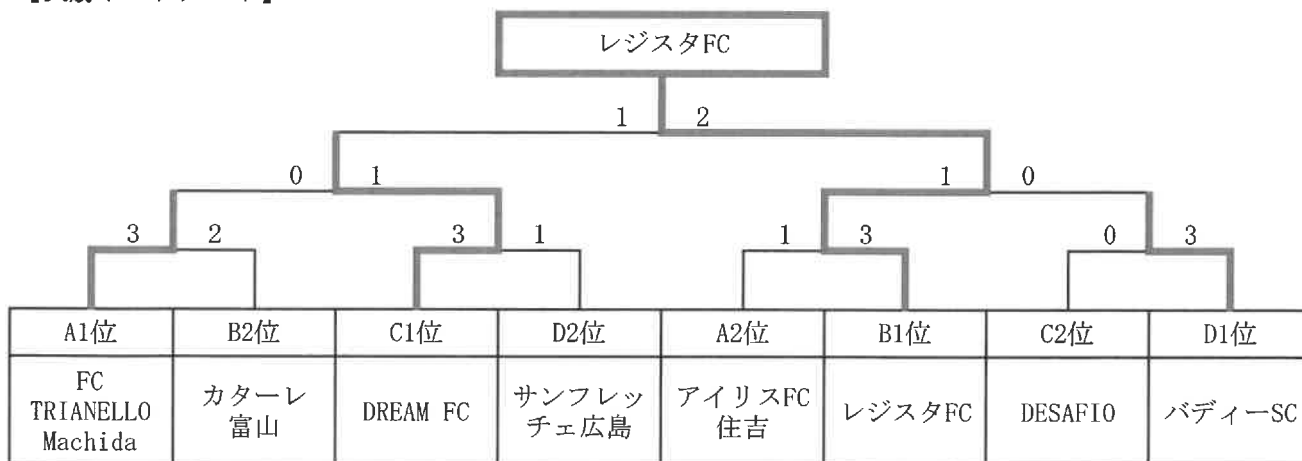 レジスタFC
1 2
0 1 1 0
3 2 3 1 1 3 0 3
A1位 B2位 C1位 D2位 A2位 B1位 C2位 D1位
FC
TRIANELLO
Machida
カターレ
富山
DREAM FC
サンフレッ
チェ広島
アイリスFC
住吉
レジスタFC
DESAFIO
バディーSC